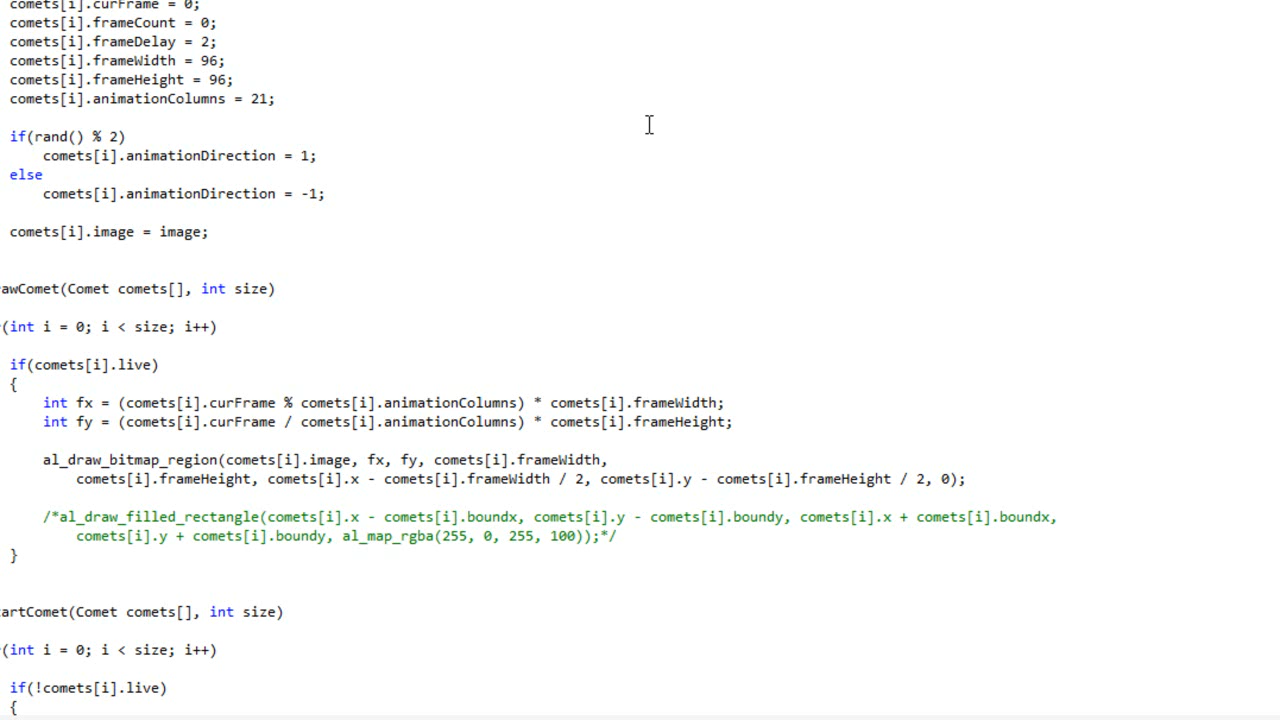 comets[i].curFrame = 0;
comets[i].frameCount = 0;
comets[i].frameDelay = 2;
comets[i].frameWidth = 96;
comets[i].frameHeight = 96;
comets[i].animationColumns = 21;
if(rand() % 2)
comets[i].animationDirection = 1;
else
comets[i].animationDirection = -1;
comets[i].image = image;
awComet(Comet comets[], int size)
(int i = 0; i < size; i++)
if(comets[i].live)
{
int fx = (comets[i].curFrame % comets[i].animationColumns) * comets[i].frameWidth;
int fy = (comets[i].curFrame / comets[i].animationColumns) * comets[i].frameHeight;
al_draw_bitmap_region(comets[i].image, fx, fy, comets[i].frameWidth,
comets[i].frameHeight, comets[i].x - comets[i].frameWidth / 2, comets[i].y - comets[i].frameHeight / 2, 0);
/*al_draw_filled_rectangle(comets[i].x - comets[i].boundx, comets[i].y - comets[i].boundy, comets[i].x + comets[i].boundx,
comets[i].y + comets[i].boundy, al_map_rgba(255, 0, 255, 100));*/
}
artComet(Comet comets[], int size)
(int i = 0; i < size; i++)
if(!comets[i].live)
{